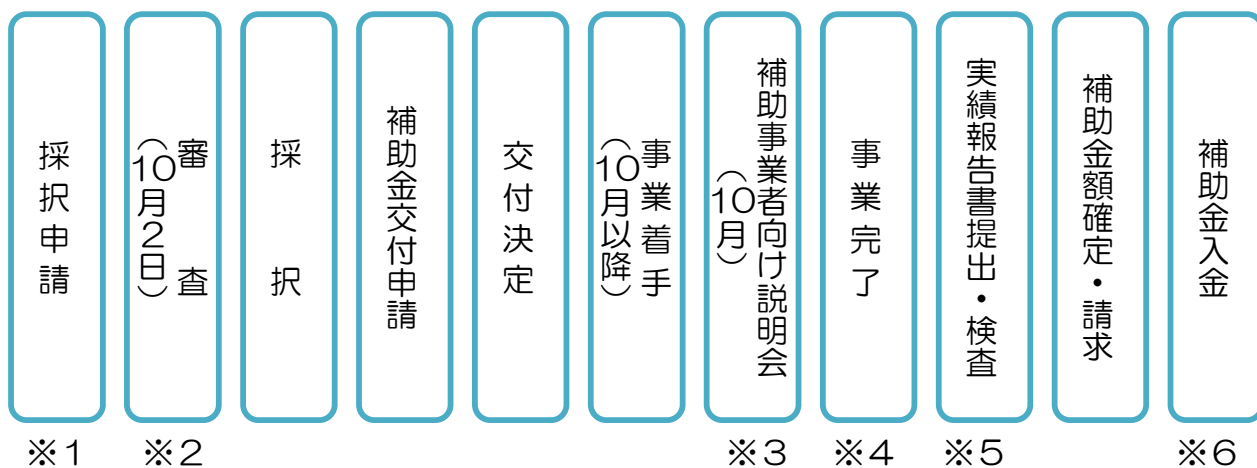 採択申請
審査
（10月2日）
採択
補助金交付申請
交付決定
事業着手
（10月以降）
補助事業者向け説明会
（10月）
事業完了
実績報告書提出・検査
補助金額確定・請求
補助金入金
※1
※2
※3
※4
※5
※6